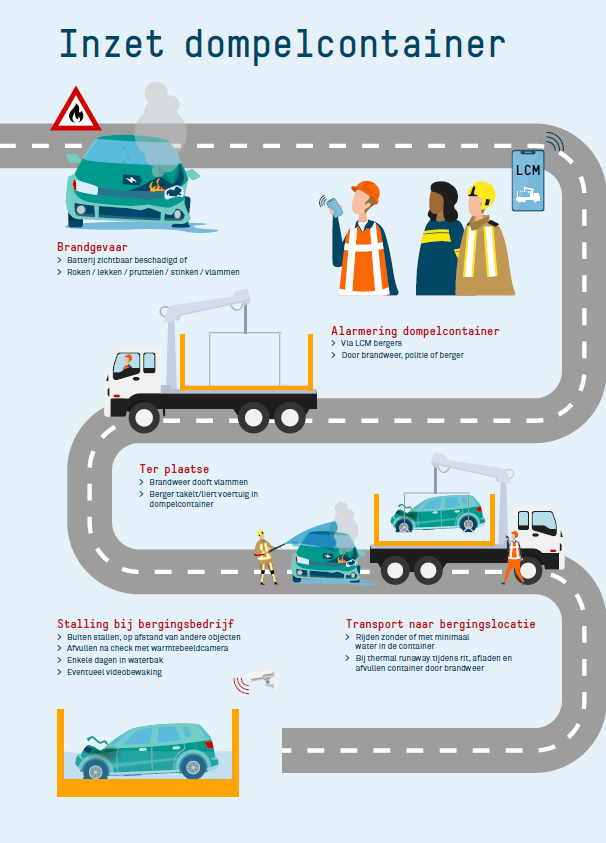 Inzet dompelcontainer
LCM
Brandgevaar
Batterij zichtbaar beschadigd of
Roken / lekken / pruttelen / stinken / vlammen
Alarmering dompelcontainer
Via LCM bergers
Door brandweer, politie of berger
Ter plaatse
Brandweer dooft vlammen
Berger takelt/liert voertuig in
dompelcontainer
Stalling bij bergingsbedrijf
Buiten stallen, op afstand van andere objecten
Afvullen na check met warmtebeeldcamera
Enkele dagen in waterbak
Eventueel videobewaking
Transport naar bergingslocatie
Rijden zonder of met minimaal
water in de container
Bij thermal runaway tijdens rit, afladen en
afvullen container door brandweer